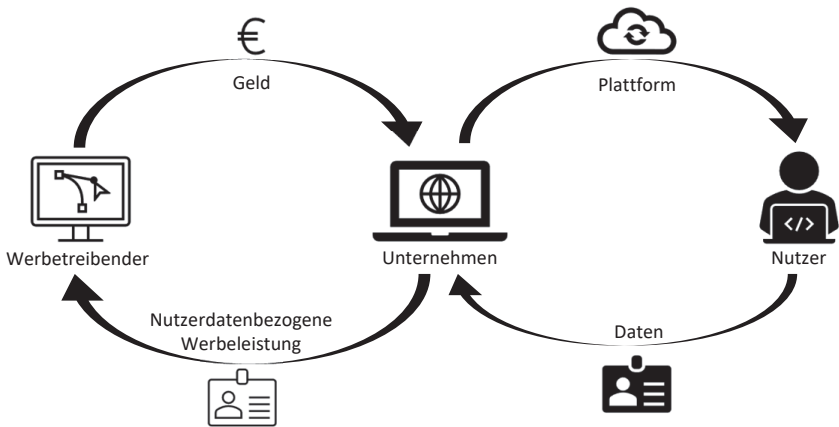 €
Geld
Plattform
</>
Werbetreibender
Unternehmen
Nutzer
Nutzerdatenbezogene
Werbeleistung
Daten